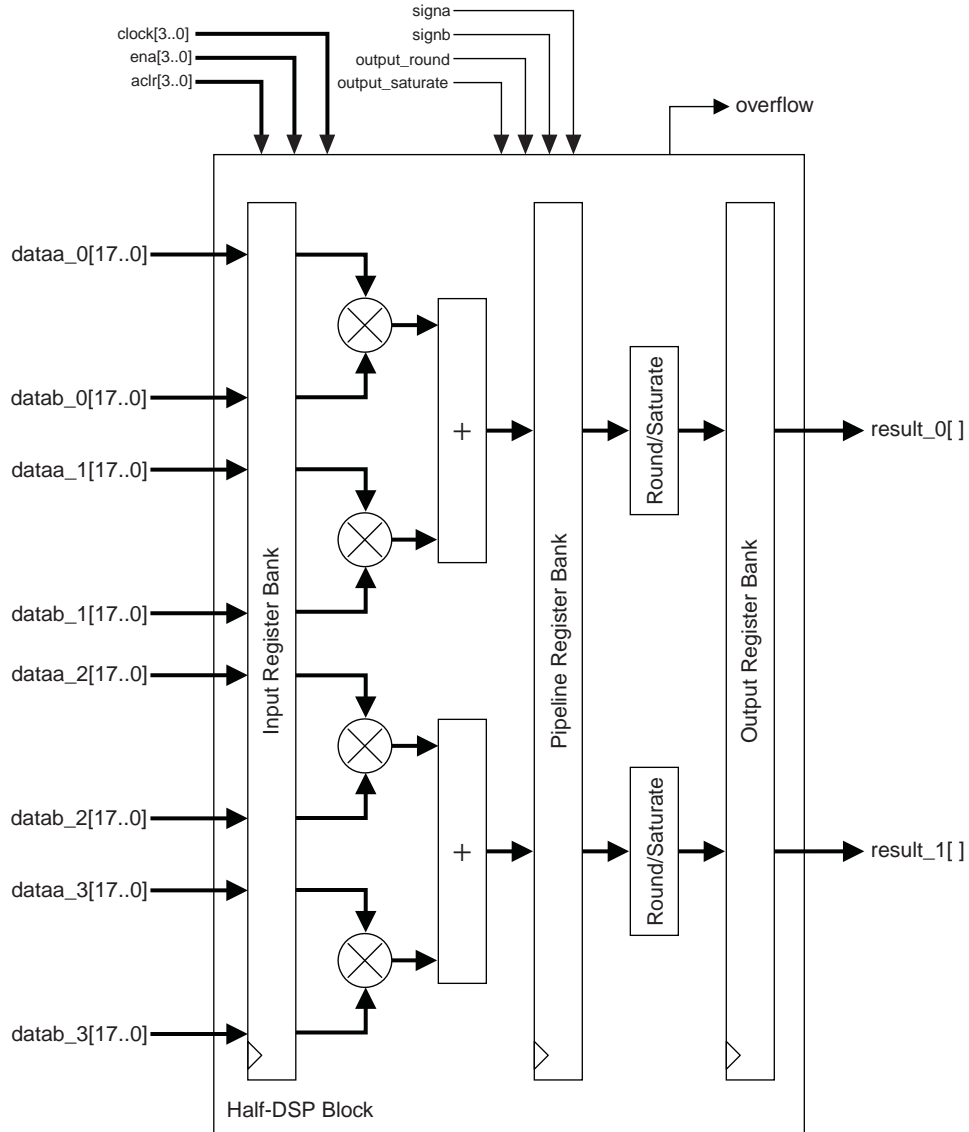 signa
clock[3..0]
signb
ena[3..0]
output_round
aclr[3..0]
output_saturate
overflow
dataa_0[17..0]
datab_0[17..0]
dataa_1[17..0]
datab_1[17..0]
dataa_2[17..0]
datab_2[17..0]
dataa_3[17..0]
datab_3[17..0]
Input Register Bank
+
+
Pipeline Register Bank
Round/Saturate
Round/Saturate
Output Register Bank
result_0[ ]
result_1[ ]
Half-DSP Block